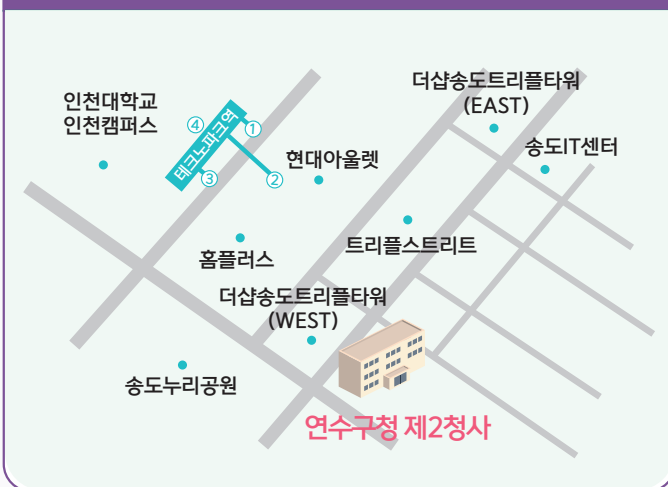 더샵송도트리플타워
(EAST)
인천대학교
인천캠퍼스
④
①
테크노파크역
③
②
현대아울렛
송도IT센터
홈플러스
트리플스트리트
더샵송도트리플타워
(WEST)
송도누리공원
연수구청 제2청사